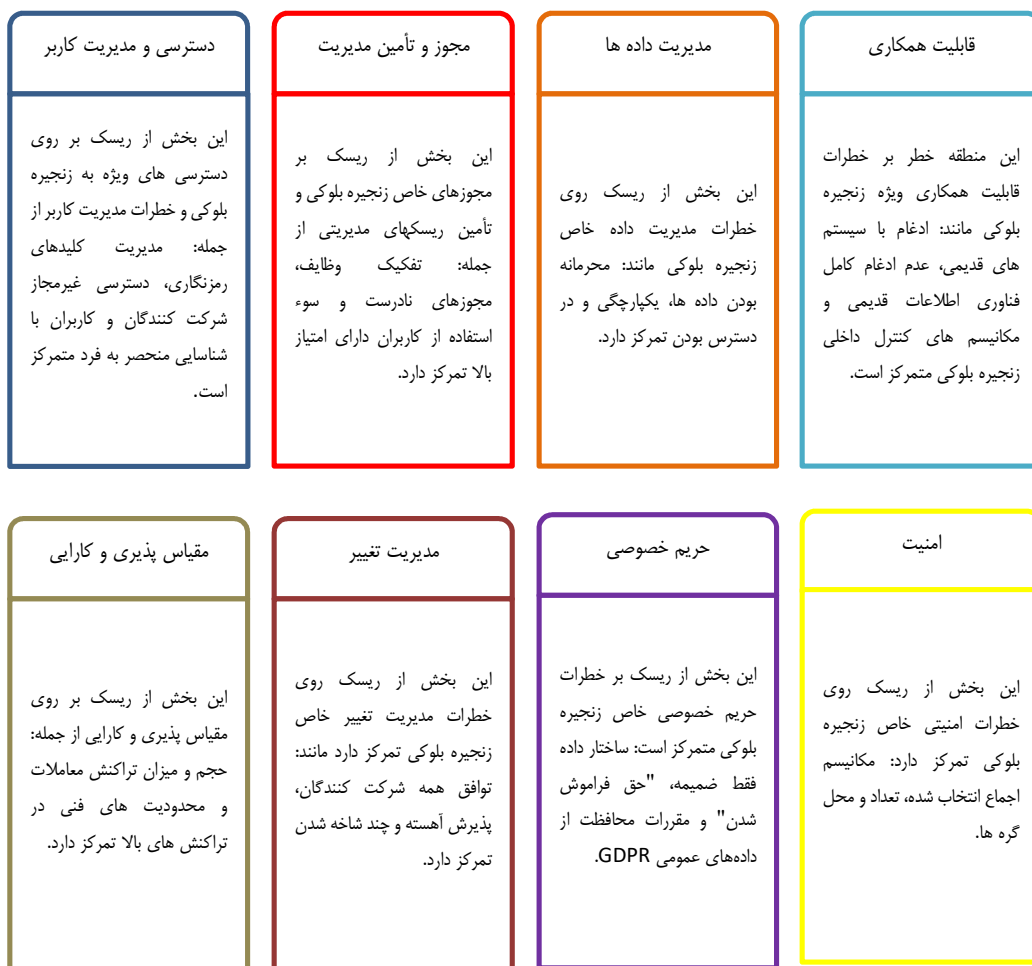 قابلیت همکاری
این منطقه خطر بر خطرات
قابلیت همکاری ویژه زنجیره
بلوکی مانند: ادغام با سیستم
های قدیمی، عدم ادغام کامل
فناوری اطلاعات قدیمی و
مکانیسم های کنترل داخلی
زنجیره بلوکی متمرکز است.
مدیریت داده ها
این بخش از ریسک روی
خطرات مدیریت داده خاص
زنجیره بلوکی مانند: محرمانه
بودن داده ها، یکپارچگی و در
دسترس بودن تمرکز دارد.
مجوز و تأمین مدیریت
این بخش از ریسک بر
مجوزهای خاص زنجیره بلوکی و
تأمین ریسکهای مدیریتی از
جمله: تفکیک وظایف،
مجوزهای نادرست و سوء
استفاده از کاربران دارای امتیاز
بالا تمرکز دارد.
دسترسی و مدیریت کاربر
این بخش از ریسک بر روی
دسترسی های ویژه به زنجیره
بلوکی و خطرات مدیریت کاربر از
جمله: مدیریت کلیدهای
رمزنگاری، دسترسی غیرمجاز
شرکت کنندگان و کاربران با
شناسایی منحصر به فرد متمرکز
است.
امنیت
این بخش از ریسک روی
خطرات امنیتی خاص زنجیره
بلوکی تمرکز دارد: مکانیسم
اجماع انتخاب شده، تعداد و محل
گره ها.
حریم خصوصی
این بخش از ریسک بر خطرات
حریم خصوصی خاص زنجیره
بلوکی متمرکز است: ساختار داده
فقط ضمیمه، "حق فراموش
شدن" و مقررات محافظت از
داده‌های عمومی GDPR.
مدیریت تغییر
این بخش از ریسک روی
خطرات مدیریت تغییر خاص
زنجیره بلوکی تمرکز دارد مانند:
توافق همه شرکت کنندگان،
پذیرش آهسته و چند شاخه شدن
تمرکز دارد.
مقیاس پذیری و کارایی
این بخش از ریسک بر روی
مقیاس پذیری و کارایی از جمله:
حجم و میزان تراکنش معاملات
و محدودیت های فنی در
تراکنش های بالا تمرکز دارد.